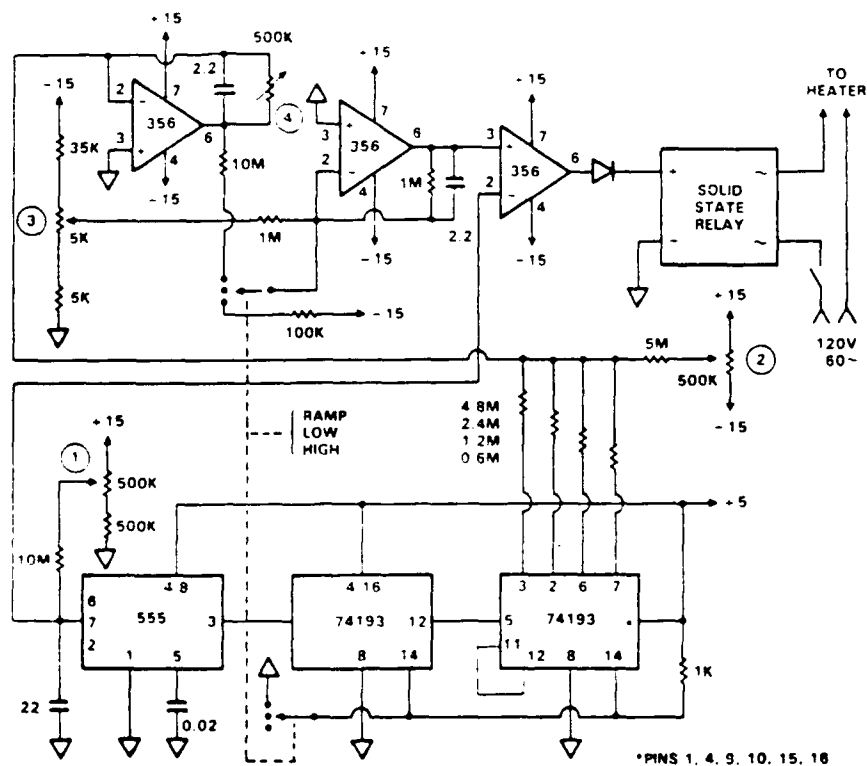 +15
500K
2.2
-15
2
7
356
6
3
4
-15
35K
3
5K
5K
4
10M
1M
+15
7
3
356
6
2
4
-15
1M
2.2
100K
-15
+15
3
7
356
6
2
4
-15
+
-
~
~
SOLID
STATE
RELAY
TO
HEATER
120V
60~
+15
5M
500K
2
-15
4.8M
2.4M
1.2M
0.6M
RAMP
LOW
HIGH
+15
1
500K
500K
10M
+5
6
7
2
4 8
555
3
1
5
22
0.02
4 16
74193
12
8
14
3
2
6
7
5
74193
*
11
12
8
14
1K
*PINS 1, 4, 9, 10, 15, 16